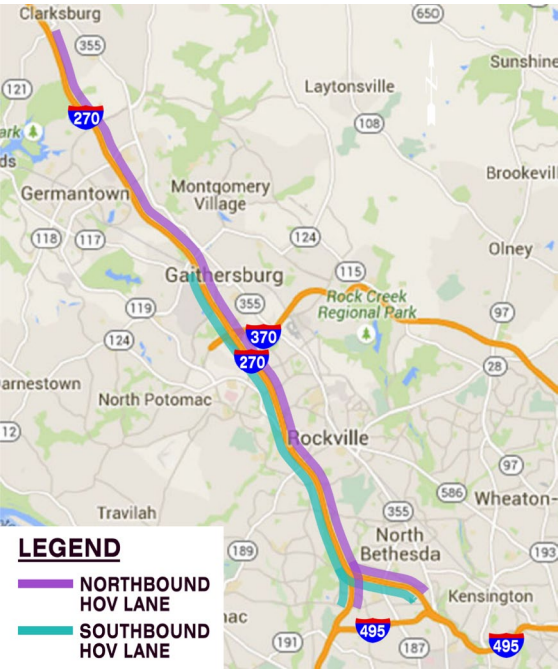 Clarksburg
650
355
Sunshine
121
Laytonsville
270
108
ark
ds
Brookevil
Germantown
Montgomery
Village
118
117
124
Olney
Gaithersburg
115
355
Rock Creek
Regional Park
119
97
370
124
270
28
arnestown
North Potomac
12
Rockville
97
586
Wheaton-
Travilah
355
LEGEND
189
North
Bethesda
193
NORTHBOUND
HOV LANE
Kensington
SOUTHBOUND
HOV LANE
ac
495
191
187
495